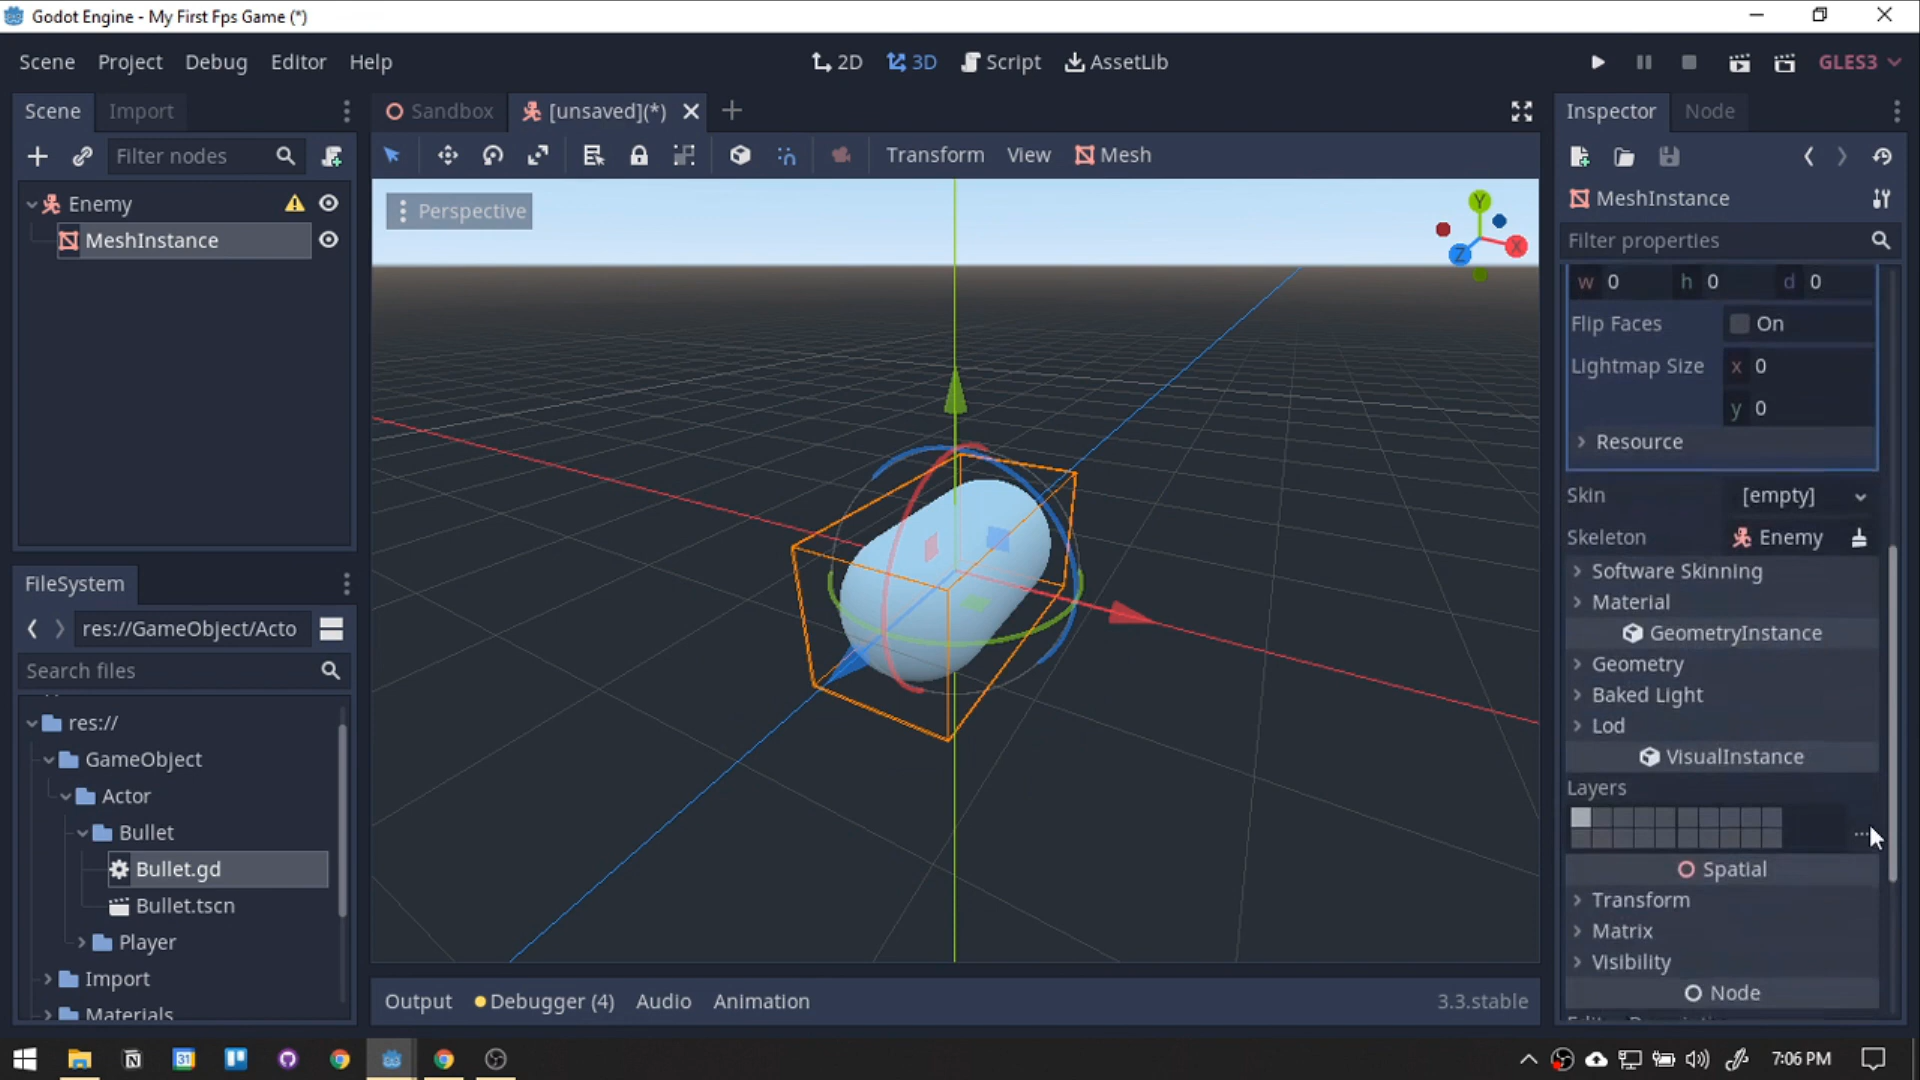 Godot Engine - My First Fps Game (*)
Scene Project Debug Editor Help
2D 3D Script AssetLib
GLES3
Scene Import
Sandbox [unsaved](*)
Inspector Node
Filter nodes
Transform View Mesh
Enemy
MeshInstance
Perspective
Y
X
Z
MeshInstance
Filter properties
w 0 h 0 d 0
Flip Faces On
Lightmap Size x 0
y 0
Resource
Skin [empty]
Skeleton Enemy
Software Skinning
Material
GeometryInstance
Geometry
Baked Light
Lod
VisualInstance
Layers
Spatial
Transform
Matrix
Visibility
Node
FileSystem
res://GameObject/Acto
Search files
res://
GameObject
Actor
Bullet
Bullet.gd
Bullet.tscn
Player
Import
Materials
Output Debugger (4) Audio Animation
3.3.stable
31
7:06 PM